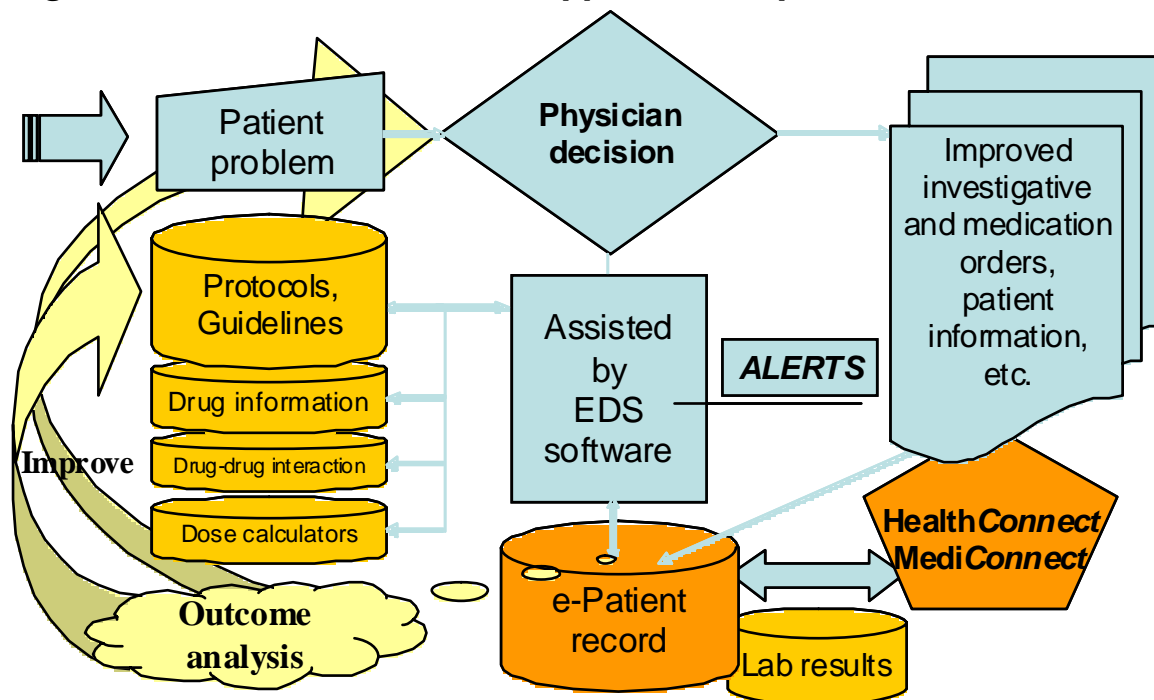 Patient
problem
Physician
decision
Improved
investigative
and medication
orders,
patient
information,
etc.
Protocols,
Guidelines
Drug information
Drug-drug interaction
Dose calculators
Improve
Assisted
by
EDS
software
ALERTS
HealthConnect
MediConnect
Outcome
analysis
e-Patient
record
Lab results